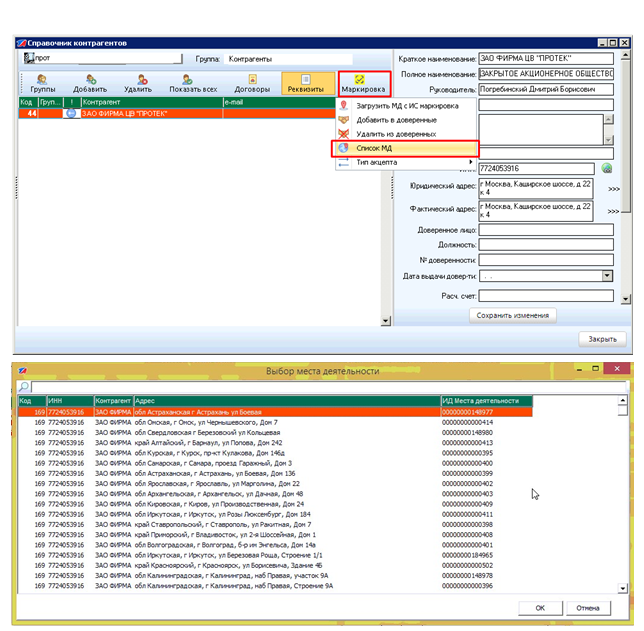 Справочник контрагентов
прот
Группа: Контрагенты
Группы Добавить Удалить Показать всех Договоры Реквизиты Маркировка
Код Груп... ! Контрагент e-mail
44 ЗАО ФИРМА ЦВ "ПРОТЕК"
Загрузить МД с ИС маркировка
Добавить в доверенные
Удалить из доверенных
Список МД
Тип акцепта
Краткое наименование: ЗАО ФИРМА ЦВ "ПРОТЕК"
Полное наименование: ЗАКРЫТОЕ АКЦИОНЕРНОЕ ОБЩЕСТВО
Руководитель: Погребинский Дмитрий Борисович
ИНН: 7724053916
Юридический адрес: г Москва, Каширское шоссе, д 22 к 4 >>>
Фактический адрес: г Москва, Каширское шоссе, д 22 к 4 >>>
Доверенное лицо:
Должность:
N° доверенности:
Дата выдачи довер-ти: . .
Расч. счет:
Сохранить изменения
Закрыть
Выбор места деятельности
Код ИНН Контрагент Адрес ИД Места деятельности
169 7724053916 ЗАО ФИРМА обл Астраханская г Астрахань ул Боевая 00000000148977
169 7724053916 ЗАО ФИРМА обл Омская, г Омск, ул Чернышевского, Дом 7 00000000000414
169 7724053916 ЗАО ФИРМА обл Свердловская г Березовский ул Кольцевая 00000000148980
169 7724053916 ЗАО ФИРМА край Алтайский, г Барнаул, ул Попова, Дом 242 00000000000413
169 7724053916 ЗАО ФИРМА обл Курская, г Курск, пр-кт Кулакова, Дом 146д 00000000000395
169 7724053916 ЗАО ФИРМА обл Самарская, г Самара, проезд Гаражный, Дом 3 00000000000400
169 7724053916 ЗАО ФИРМА обл Астраханская, г Астрахань, ул Боевая, Дом 136 00000000000399
169 7724053916 ЗАО ФИРМА обл Ярославская, г Ярославль, ул Марголина, Дом 22 00000000000402
169 7724053916 ЗАО ФИРМА обл Архангельская, г Архангельск, ул Дачная, Дом 48 00000000000403
169 7724053916 ЗАО ФИРМА обл Кировская, г Киров, ул Производственная, Дом 24 00000000000409
169 7724053916 ЗАО ФИРМА обл Иркутская, г Иркутск, ул Розы Люксембург, Дом 184 00000000000411
169 7724053916 ЗАО ФИРМА край Ставропольский, г Ставрополь, ул Ракитная, Дом 7 00000000000398
169 7724053916 ЗАО ФИРМА край Приморский, г Владивосток, ул 2-я Шоссейная, Дом 1 00000000000408
169 7724053916 ЗАО ФИРМА обл Волгоградская, г Волгоград, б-р им Энгельса, Дом 14а 00000000000401
169 7724053916 ЗАО ФИРМА обл Иркутская, г Иркутск, ул Березовая Роща, Строение 1/1 00000000184965
169 7724053916 ЗАО ФИРМА край Красноярский, г Красноярск, ул Борисевича, Здание 4Б 00000000000502
169 7724053916 ЗАО ФИРМА обл Калининградская, г Калининград, наб Правая, участок 9А 00000000148978
169 7724053916 ЗАО ФИРМА обл Калининградская, г Калининград, наб Правая, Строение 9А 00000000000396
ОК Отмена